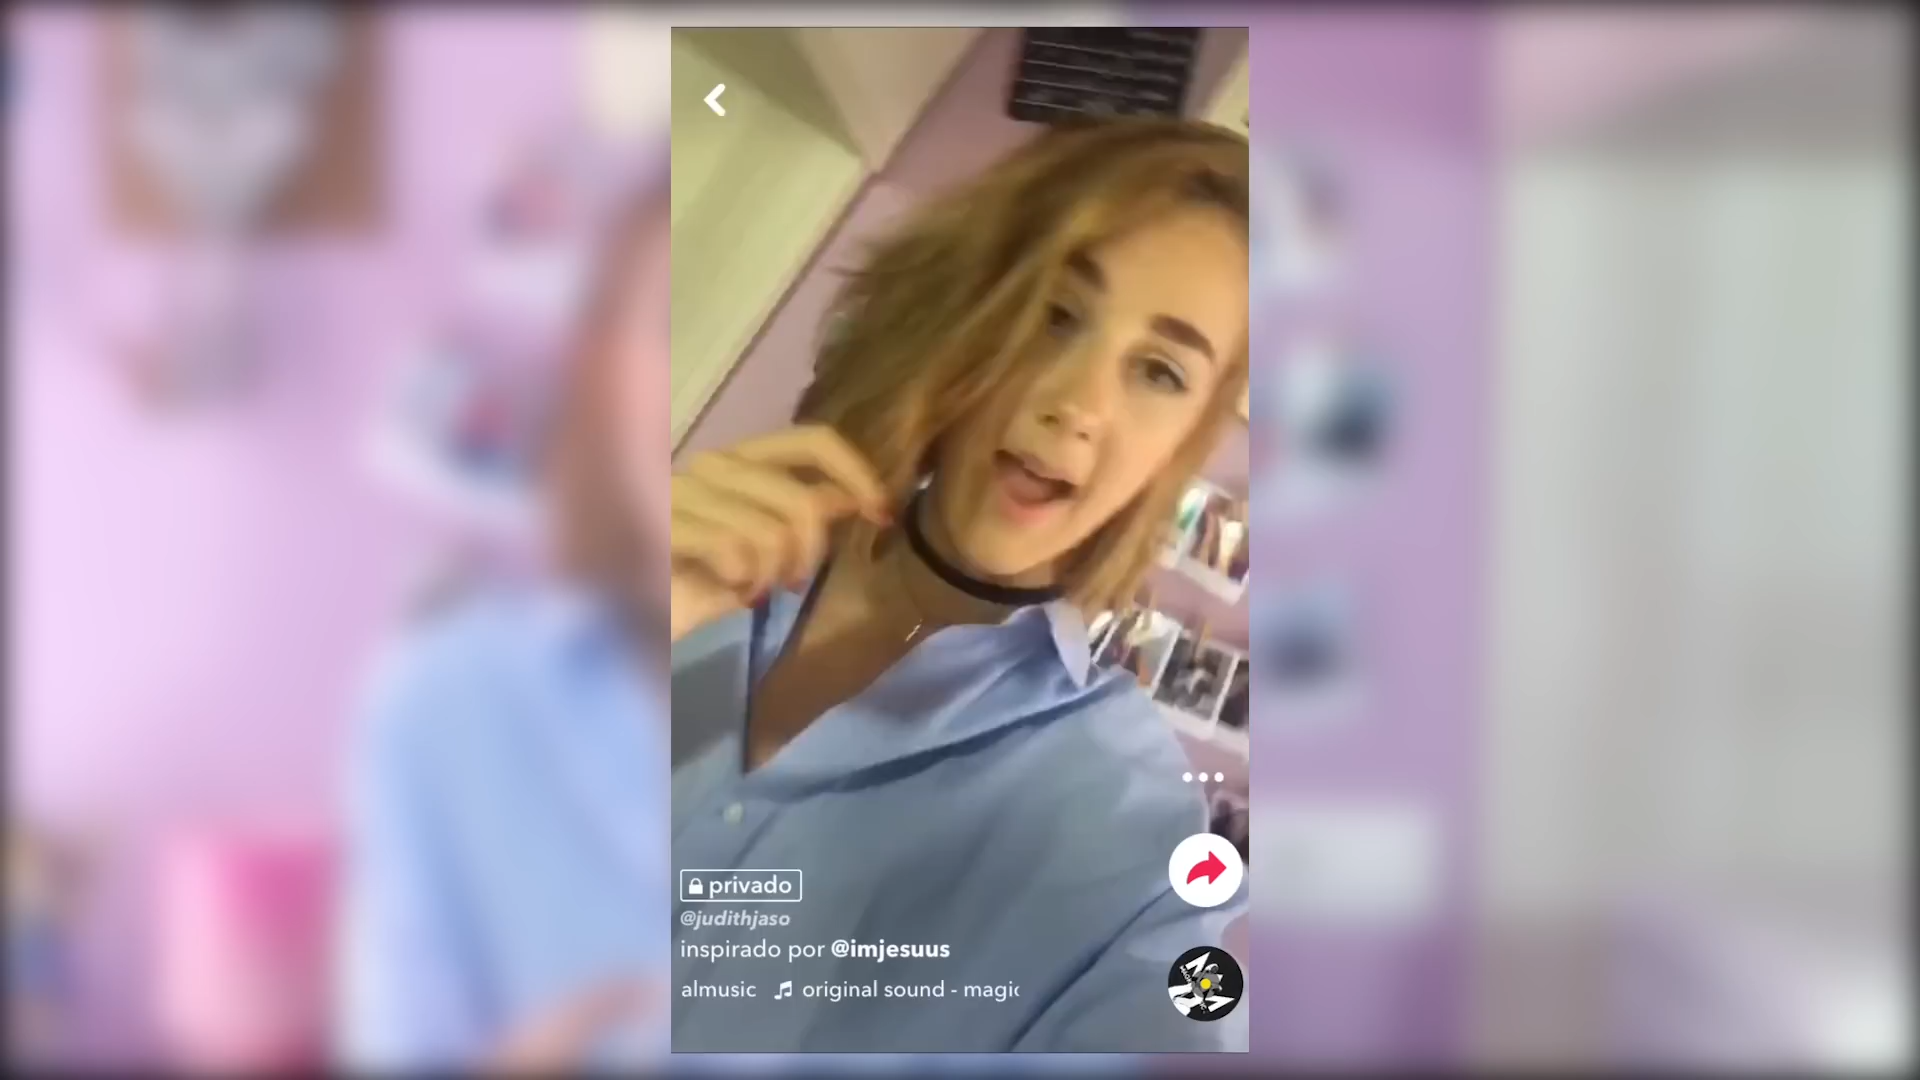 privado
@judithjaso
inspirado por @imjesuus
almusic original sound - magic